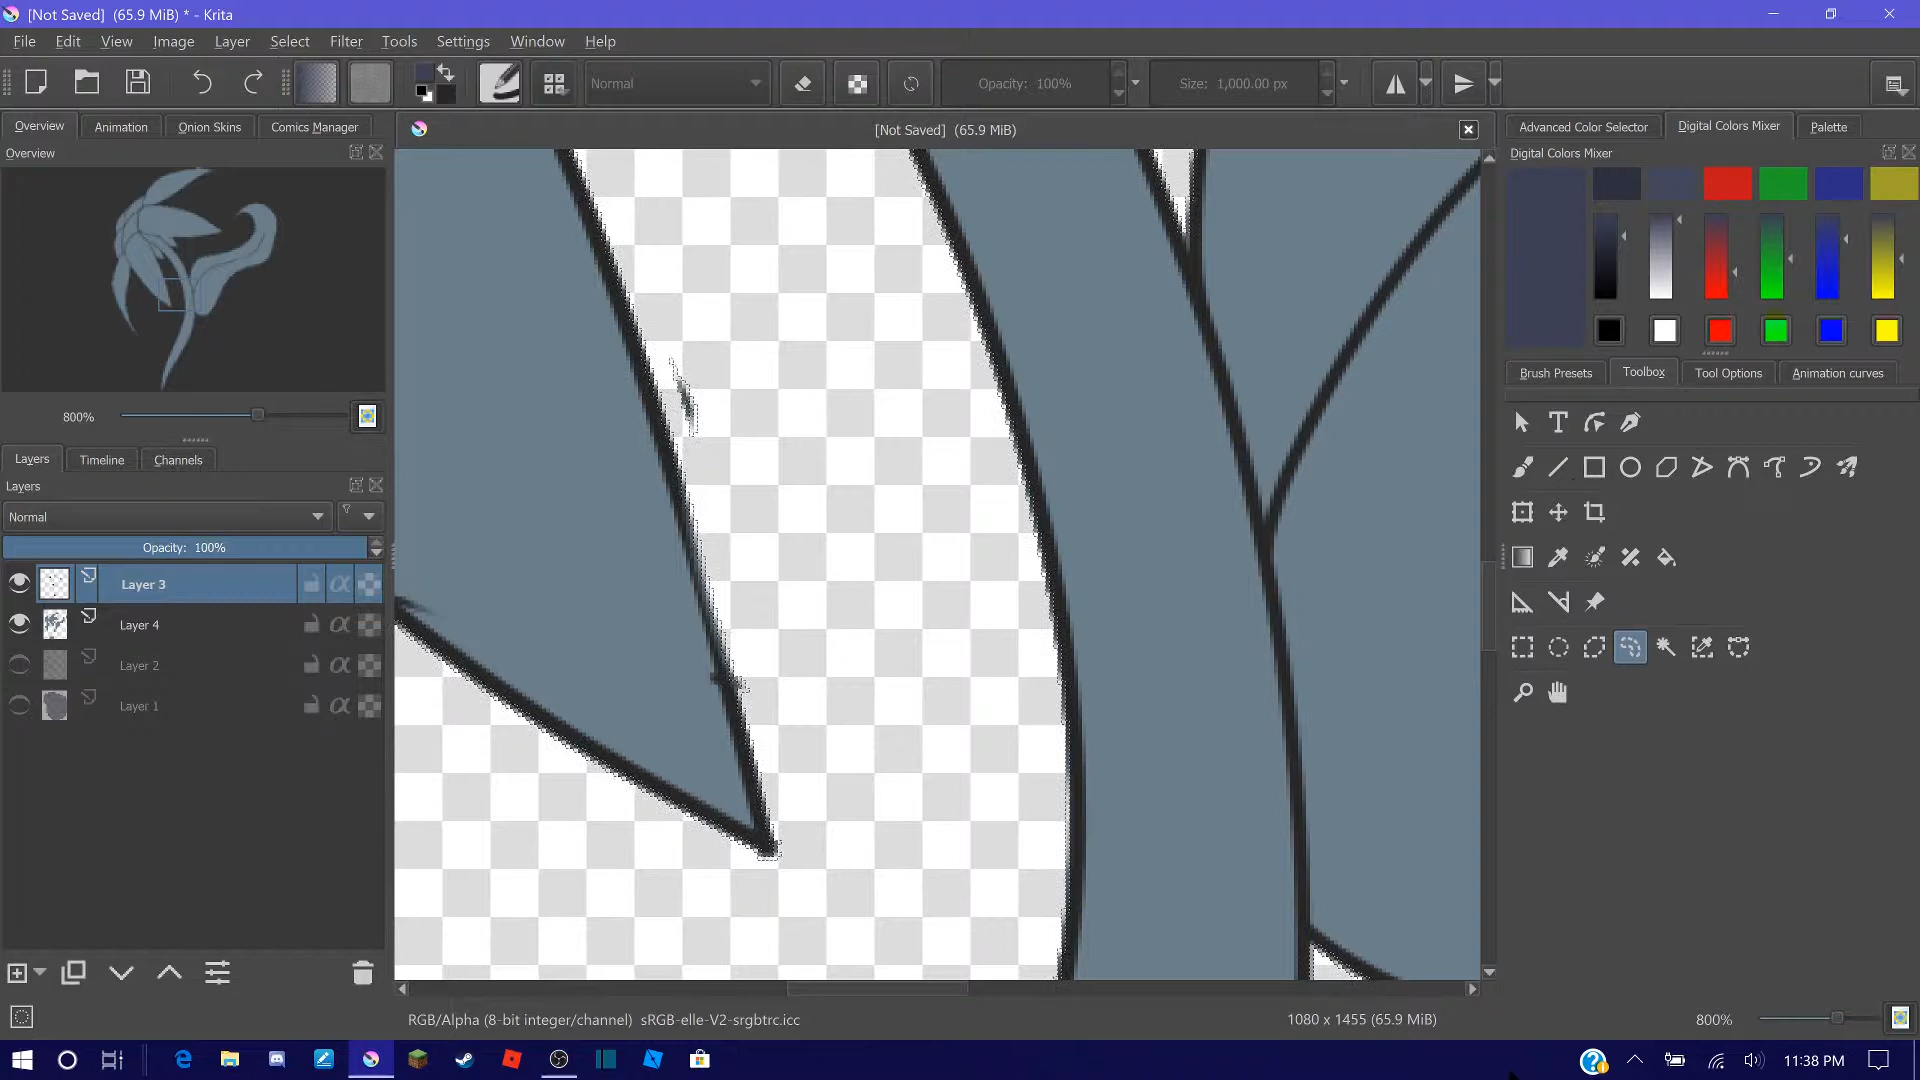 [Not Saved]  (65.9 MiB) * - Krita
File Edit View Image Layer Select Filter Tools Settings Window Help
Normal Opacity: 100% Size: 1,000.00 px
Overview Animation Onion Skins Comics Manager
[Not Saved]  (65.9 MiB)
Advanced Color Selector Digital Colors Mixer Palette
Overview
Digital Colors Mixer
Brush Presets Toolbox Tool Options Animation curves
800%
Layers Timeline Channels
Layers
Normal
Opacity: 100%
Layer 3
Layer 4
Layer 2
Layer 1
RGB/Alpha (8-bit integer/channel)  sRGB-elle-V2-srgbtrc.icc
1080 x 1455 (65.9 MiB)
800%
11:38 PM